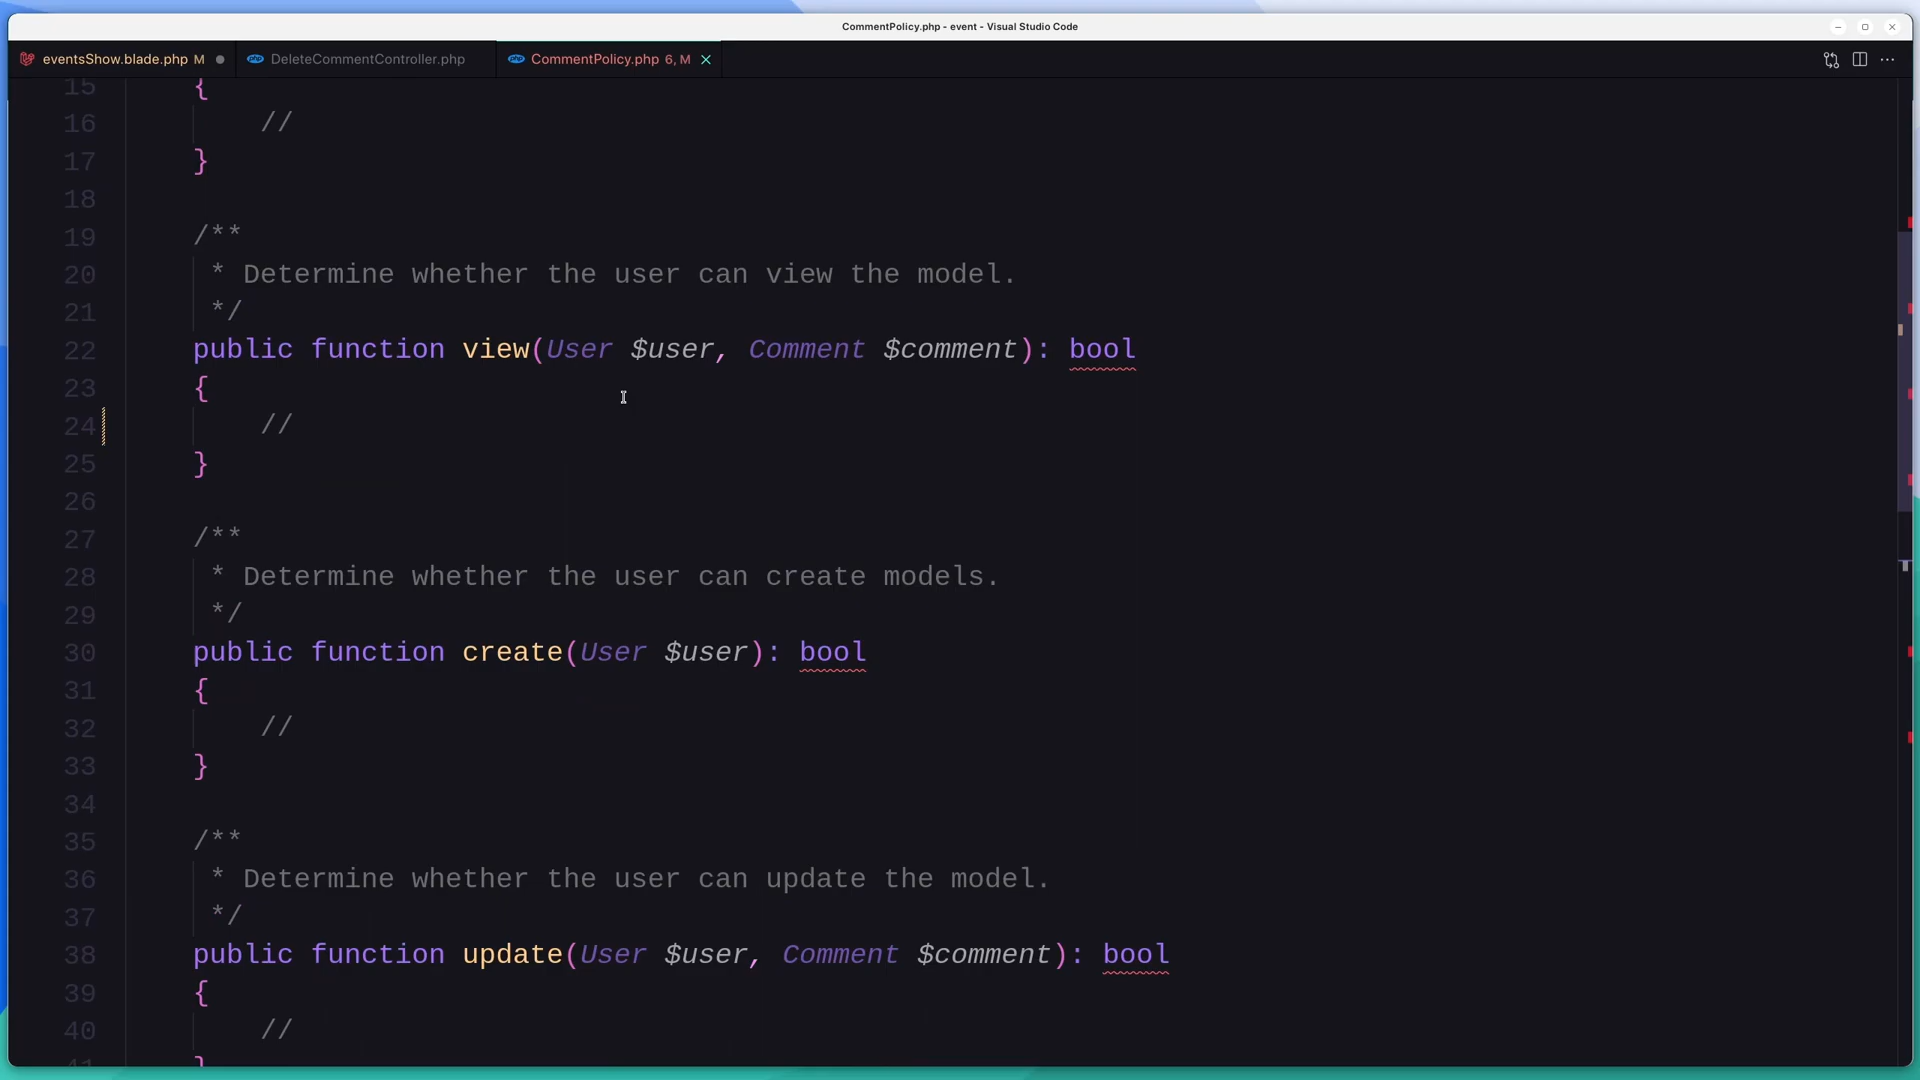 CommentPolicy.php - event - Visual Studio Code
eventsShow.blade.php M
DeleteCommentController.php
CommentPolicy.php 6, M
15 {
16 //
17 }
18
19 /**
20 * Determine whether the user can view the model.
21 */
22 public function view(User $user, Comment $comment): bool
23 {
24 //
25 }
26
27 /**
28 * Determine whether the user can create models.
29 */
30 public function create(User $user): bool
31 {
32 //
33 }
34
35 /**
36 * Determine whether the user can update the model.
37 */
38 public function update(User $user, Comment $comment): bool
39 {
40 //
41 }